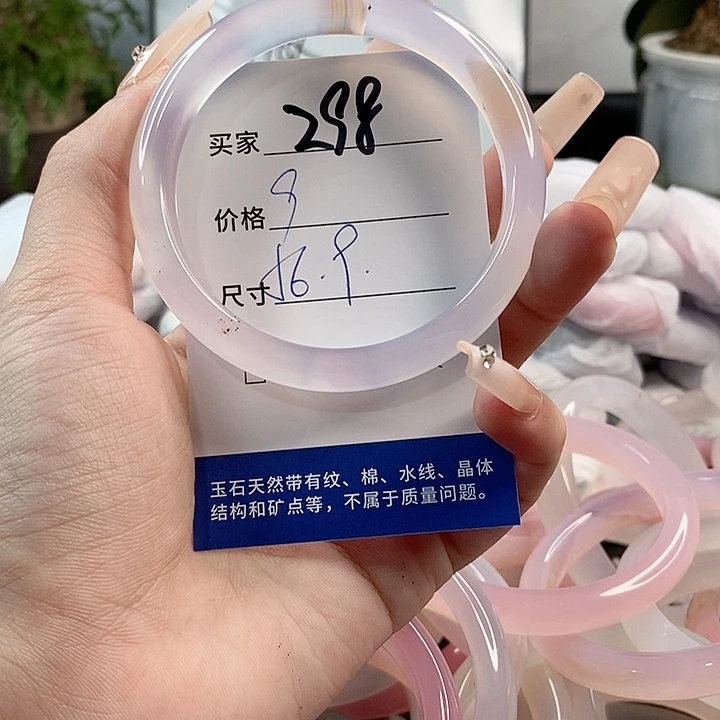 买家 298
价格 9
尺寸 56.9.
玉石天然带有纹、棉、水线、晶体
结构和矿点等，不属于质量问题。